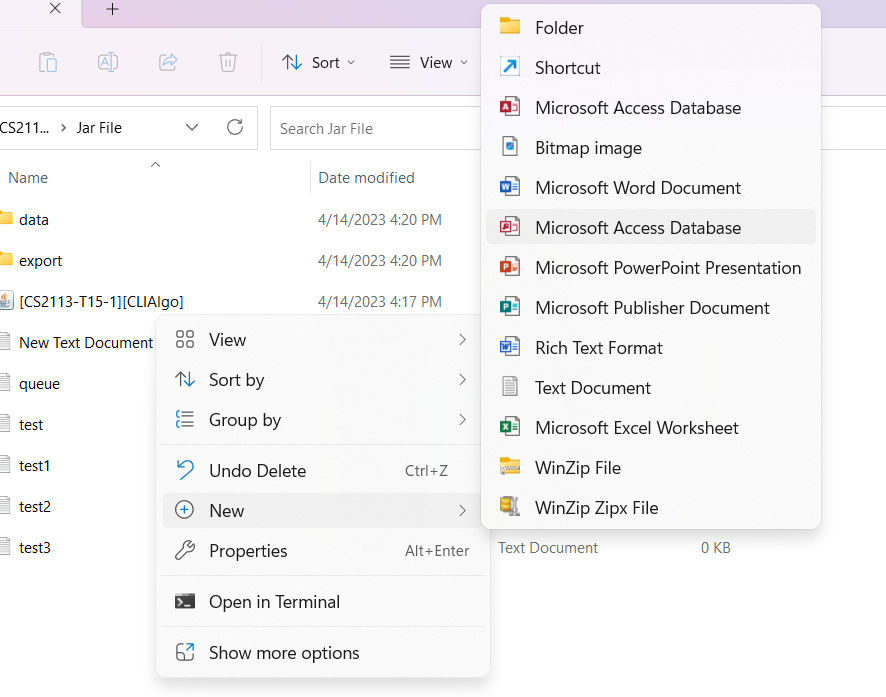 Sort
View
CS211... > Jar File
Search Jar File
Name
Date modified
data
4/14/2023 4:20 PM
export
4/14/2023 4:20 PM
[CS2113-T15-1][CLIAlgo]
4/14/2023 4:17 PM
New Text Document
queue
test
test1
test2
test3
Text Document
0 KB
View
Sort by
Group by
Undo Delete
Ctrl+Z
New
Properties
Alt+Enter
Open in Terminal
Show more options
Folder
Shortcut
Microsoft Access Database
Bitmap image
Microsoft Word Document
Microsoft Access Database
Microsoft PowerPoint Presentation
Microsoft Publisher Document
Rich Text Format
Text Document
Microsoft Excel Worksheet
WinZip File
WinZip Zipx File